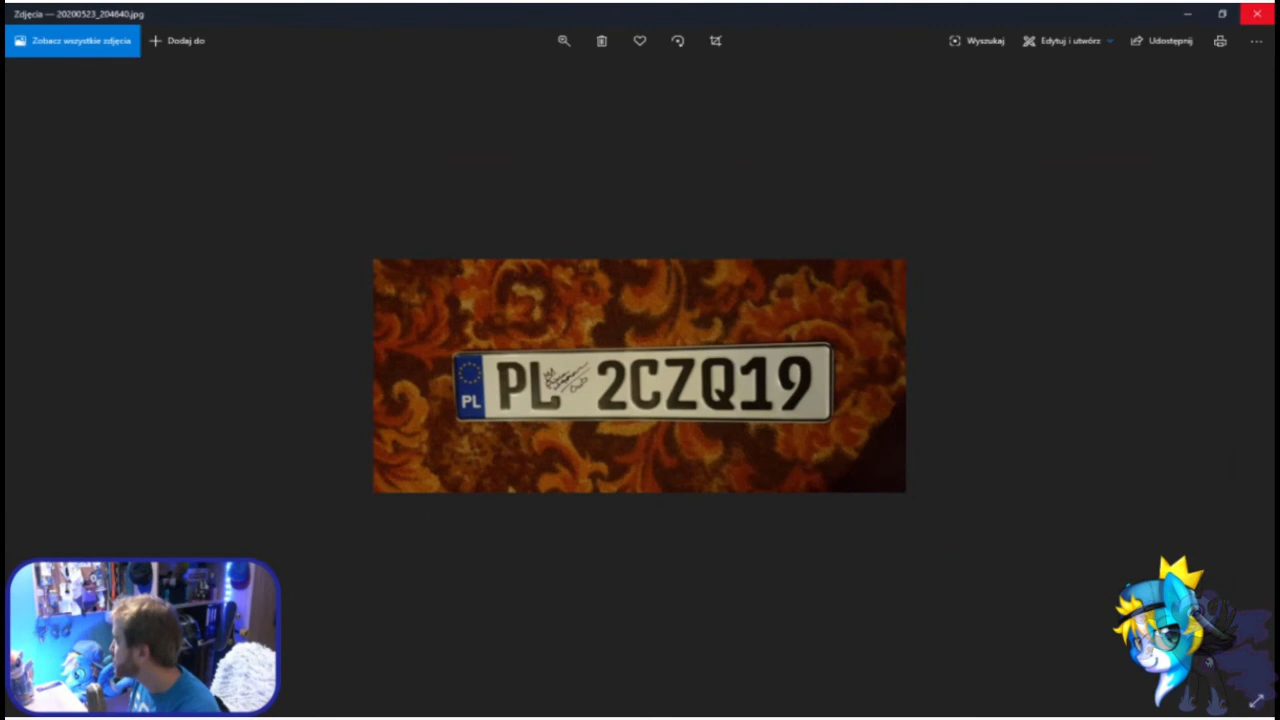 Zdjęcia — 20200523_204640.jpg
Zobacz wszystkie zdjęcia
Dodaj do
Wyszukaj
Edytuj i utwórz
Udostępnij
PL
PL 2CZQ19